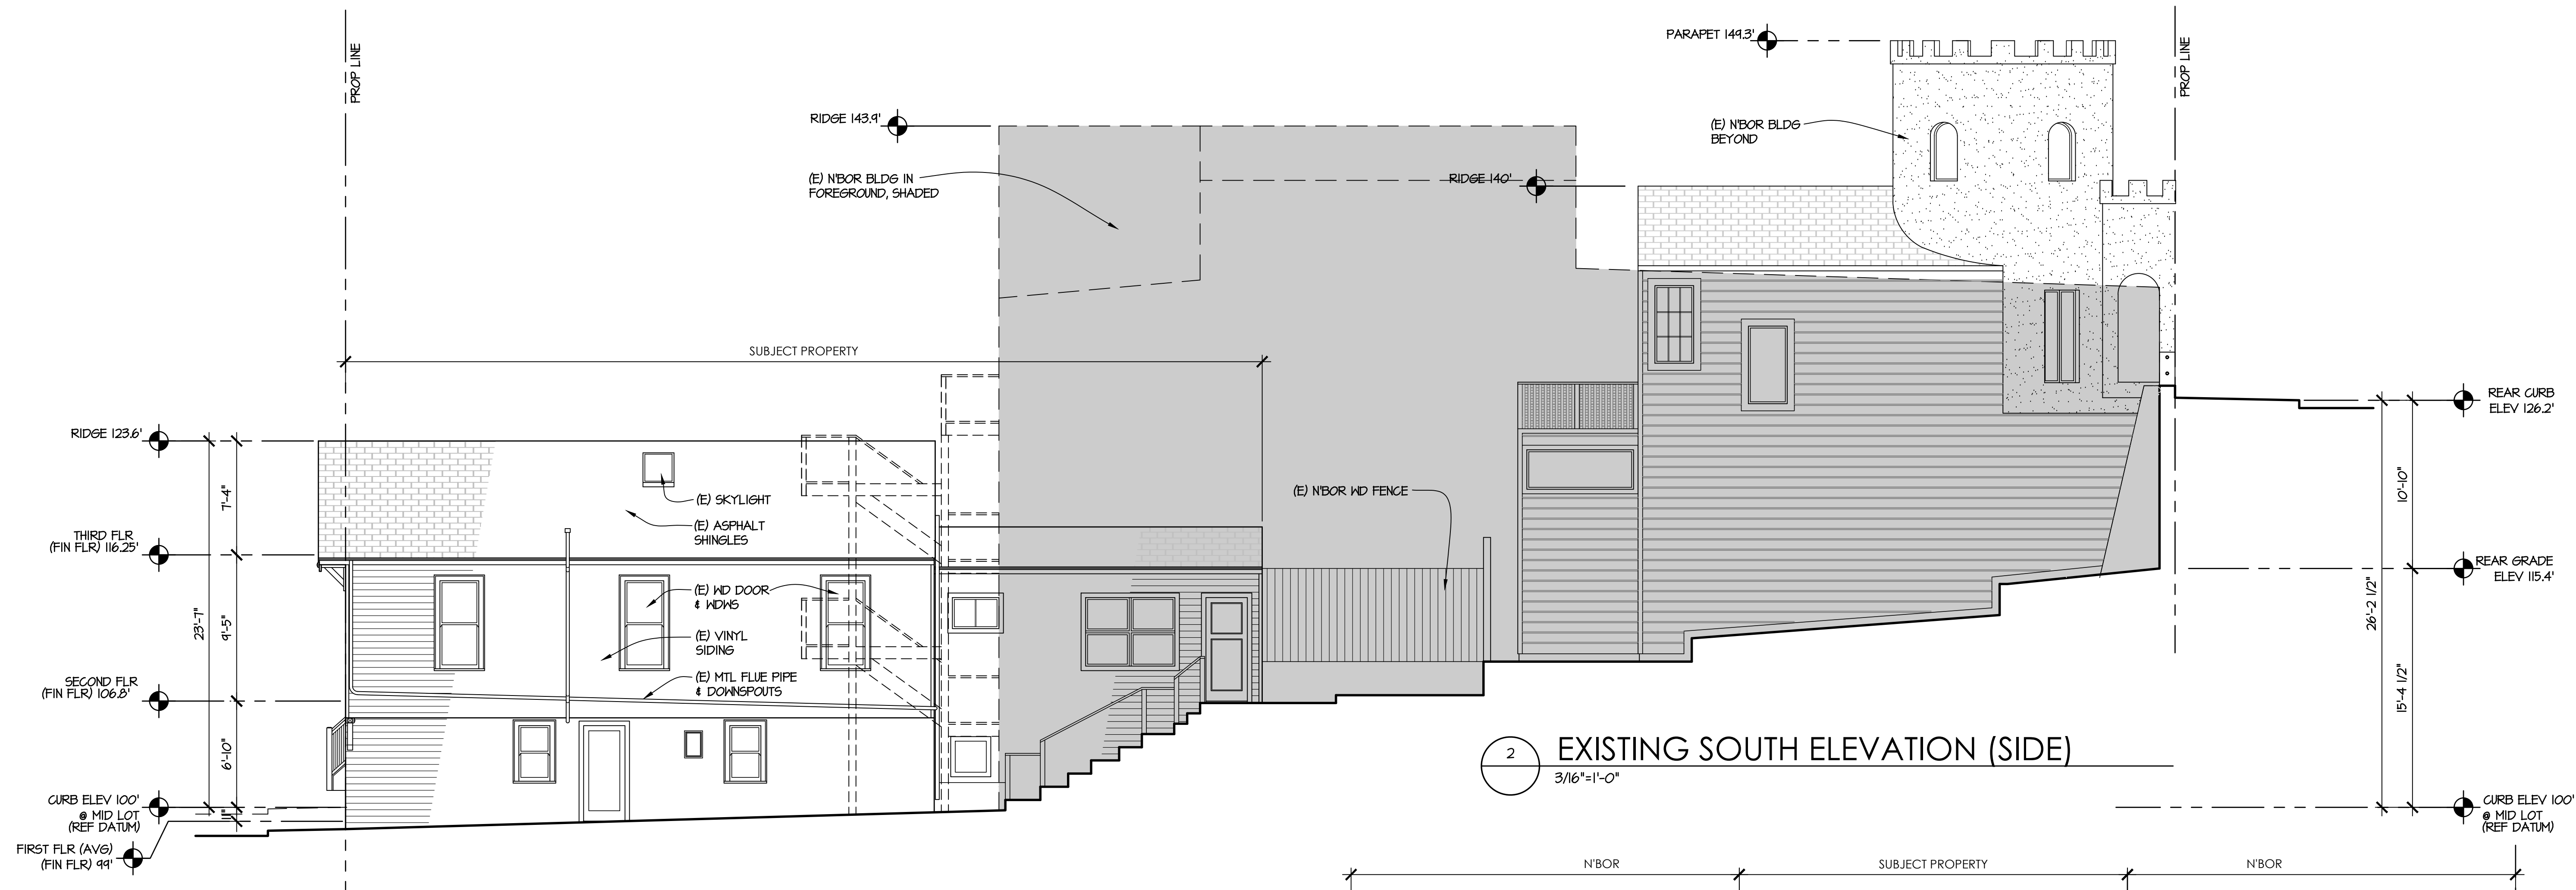 PROP LINE
PROP LINE
PARAPET 149.3'
RIDGE 143.9'
(E) N'BOR BLDG
BEYOND
(E) N'BOR BLDG IN
FOREGROUND, SHADED
RIDGE 140'
SUBJECT PROPERTY
REAR CURB
ELEV 126.2'
RIDGE 123.6'
(E) SKYLIGHT
(E) ASPHALT
SHINGLES
(E) N'BOR WD FENCE
7'-4"
10'-10"
THIRD FLR
(FIN FLR) 116.25'
REAR GRADE
ELEV 115.4'
(E) WD DOOR
& WDWS
23'-7"
9'-5"
26'-2 1/2"
(E) VINYL
SIDING
(E) MTL FLUE PIPE
& DOWNSPOUTS
SECOND FLR
(FIN FLR) 106.8'
15'-4 1/2"
6'-10"
2
EXISTING SOUTH ELEVATION (SIDE)
3/16"=1'-0"
CURB ELEV 100'
@ MID LOT
(REF DATUM)
CURB ELEV 100'
@ MID LOT
(REF DATUM)
FIRST FLR (AVG)
(FIN FLR) 99'
N'BOR
SUBJECT PROPERTY
N'BOR